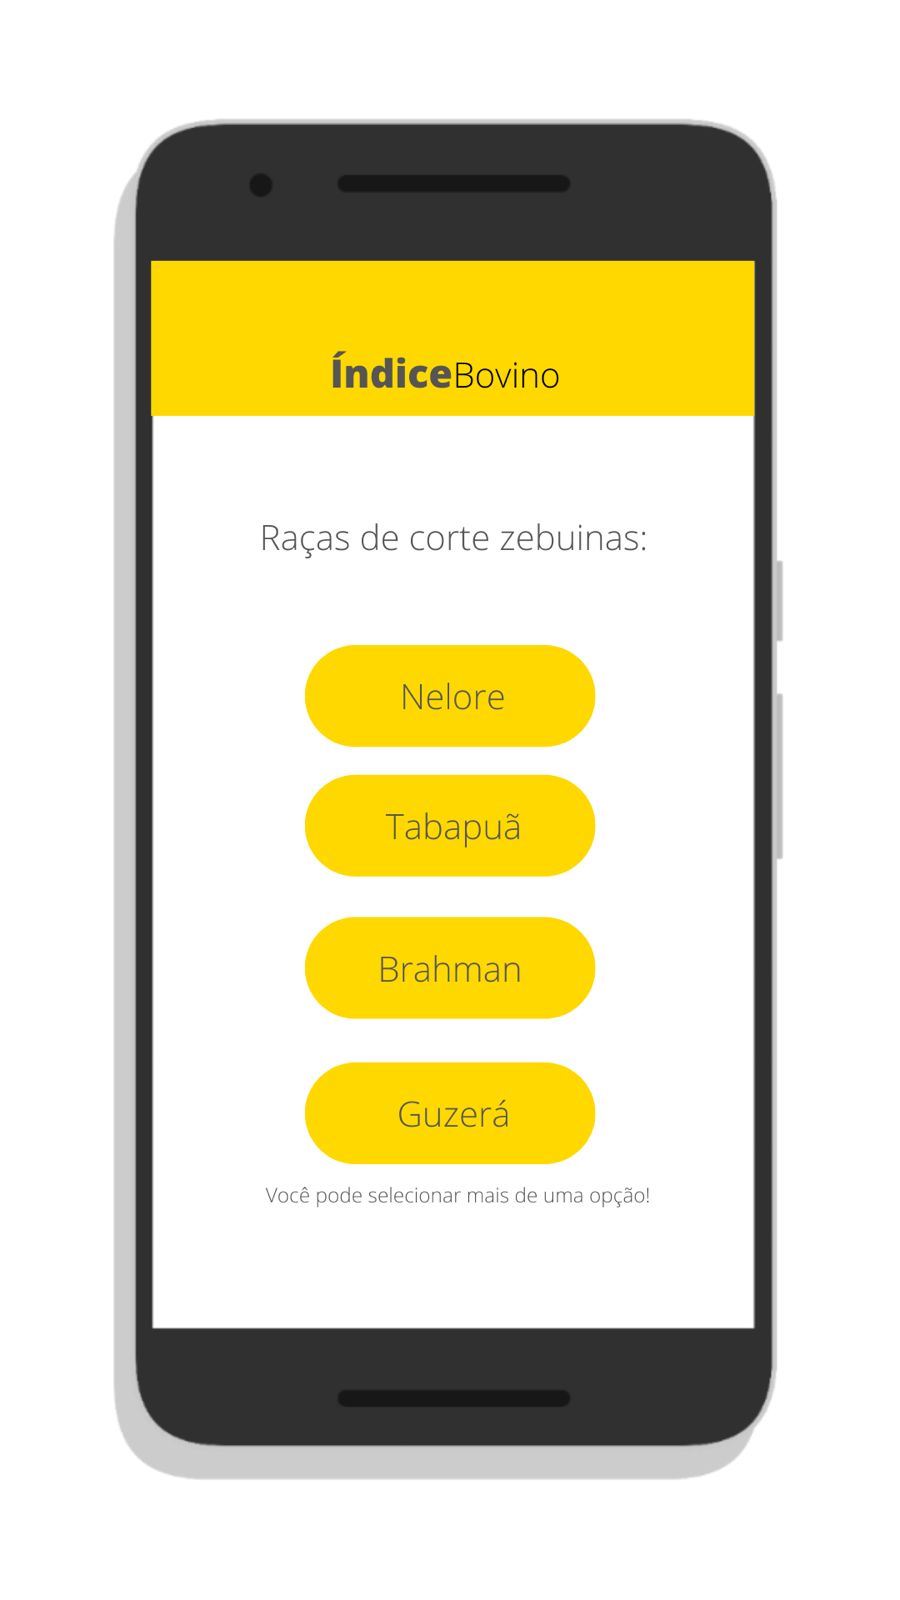 ÍndiceBovino
Raças de corte zebuinas:
Nelore
Tabapuã
Brahman
Guzerá
Você pode selecionar mais de uma opção!